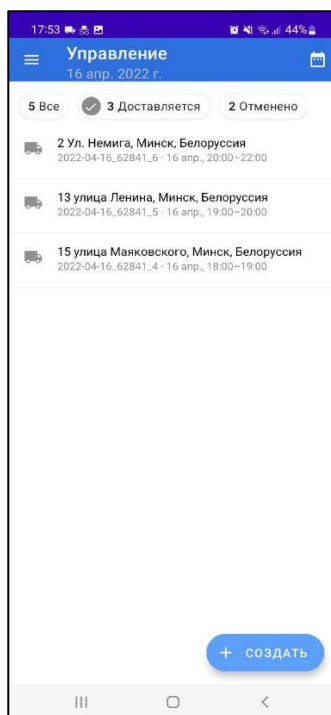 17:53 44%
Управление
16 апр. 2022 г.
5 Все 3 Доставляется 2 Отменено
2 Ул. Немига, Минск, Белоруссия
2022-04-16_62841_6 · 16 апр., 20:00–22:00
13 улица Ленина, Минск, Белоруссия
2022-04-16_62841_5 · 16 апр., 19:00–20:00
15 улица Маяковского, Минск, Белоруссия
2022-04-16_62841_4 · 16 апр., 18:00–19:00
+ СОЗДАТЬ